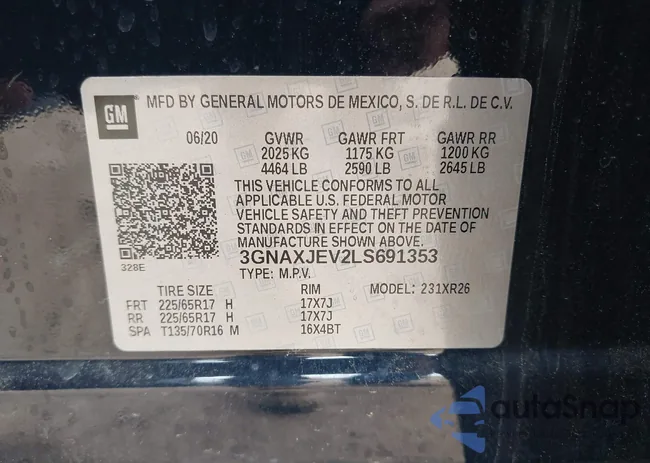 GM MFD BY GENERAL MOTORS DE MEXICO, S. DE R.L. DE C.V.
06/20 GVWR GAWR FRT GAWR RR
2025 KG 1175 KG 1200 KG
4464 LB 2590 LB 2645 LB
THIS VEHICLE CONFORMS TO ALL
APPLICABLE U.S. FEDERAL MOTOR
VEHICLE SAFETY AND THEFT PREVENTION
STANDARDS IN EFFECT ON THE DATE OF
MANUFACTURE SHOWN ABOVE.
328E 3GNAXJEV2LS691353
TYPE: M.P.V.
TIRE SIZE RIM MODEL: 231XR26
FRT 225/65R17 H 17X7J
RR 225/65R17 H 17X7J
SPA T135/70R16 M 16X4BT
autoSnap